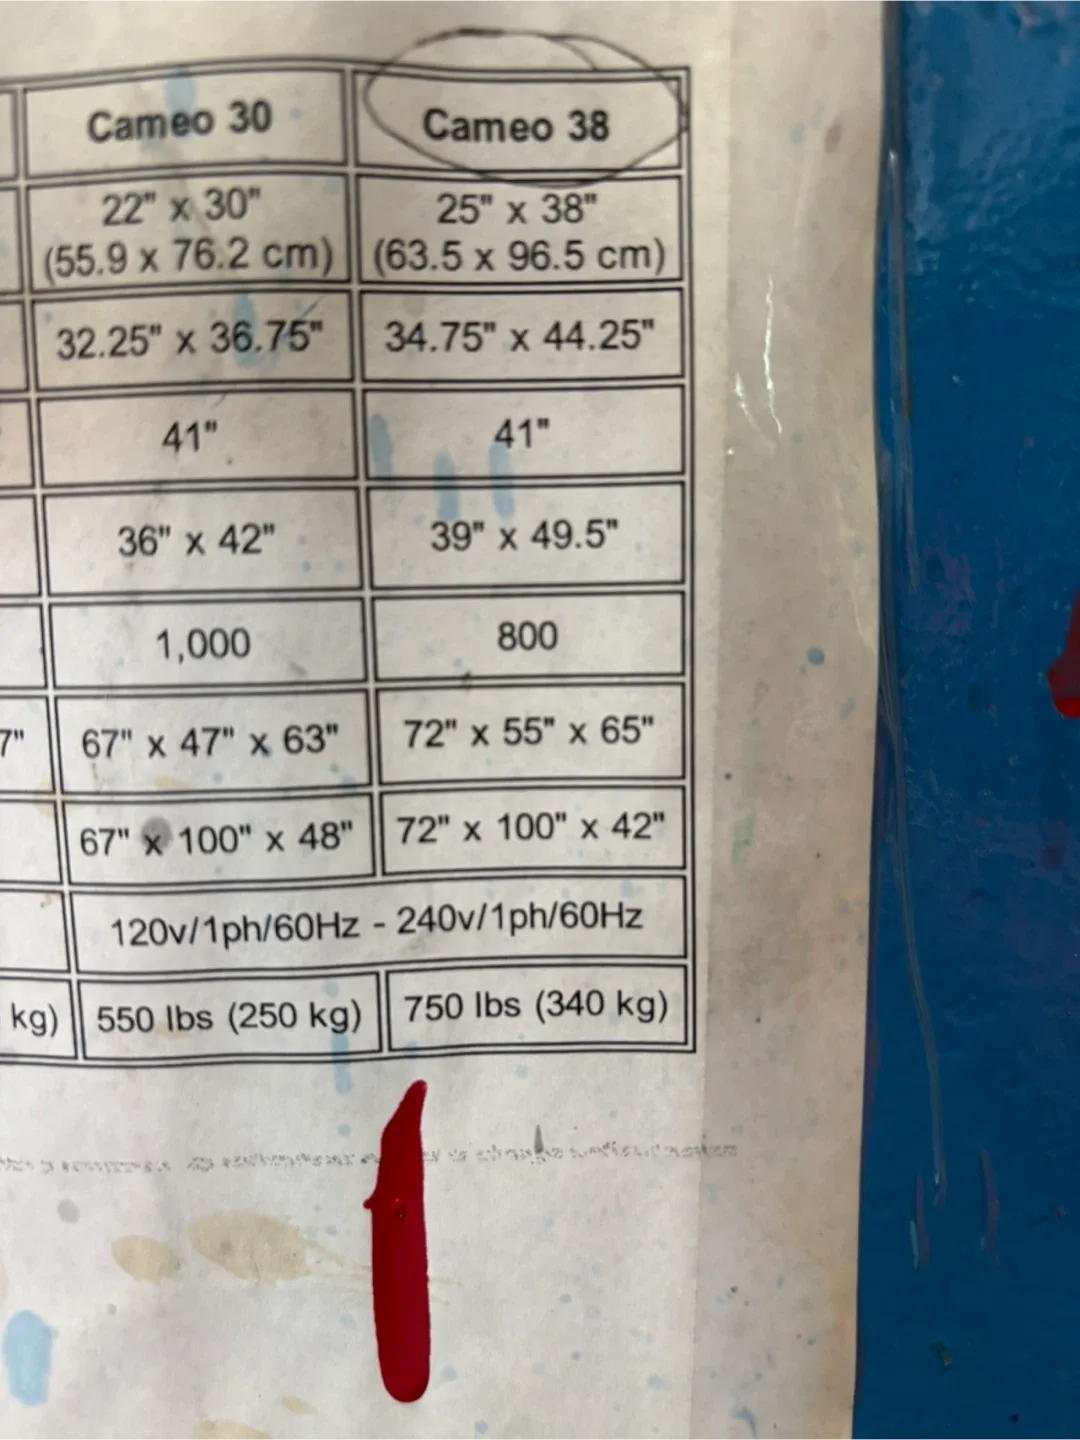 Cameo 30 Cameo 38
22" x 30" 25" x 38"
(55.9 x 76.2 cm) (63.5 x 96.5 cm)
32.25" x 36.75" 34.75" x 44.25"
41" 41"
36" x 42" 39" x 49.5"
1,000 800
7" 67" x 47" x 63" 72" x 55" x 65"
67" x 100" x 48" 72" x 100" x 42"
120v/1ph/60Hz - 240v/1ph/60Hz
kg) 550 lbs (250 kg) 750 lbs (340 kg)